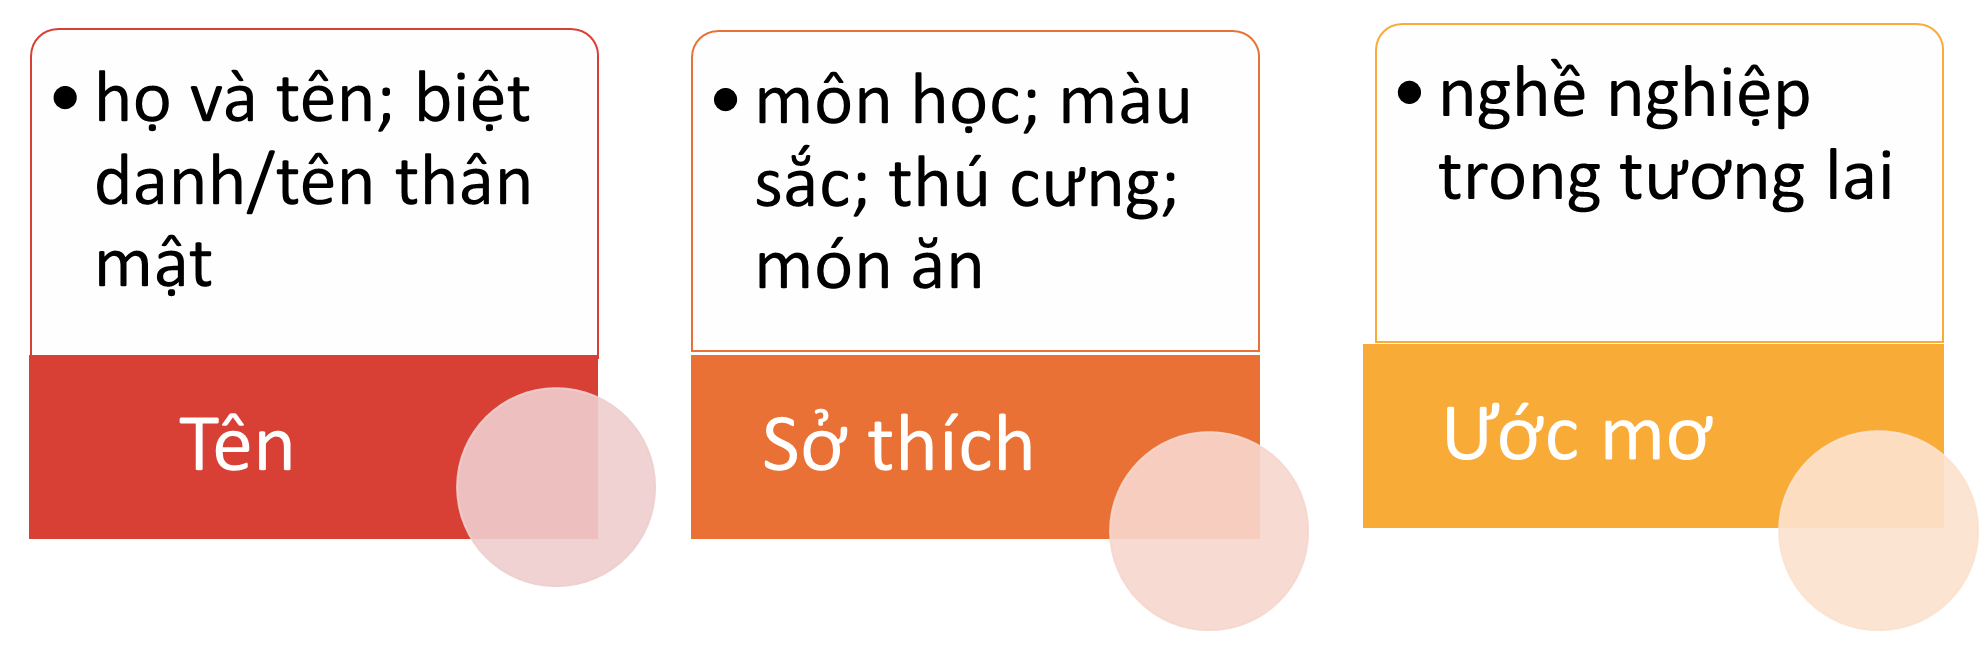 • họ và tên; biệt
danh/tên thân
mật
Tên
• môn học; màu
sắc; thú cưng;
món ăn
Sở thích
• nghề nghiệp
trong tương lai
Ước mơ